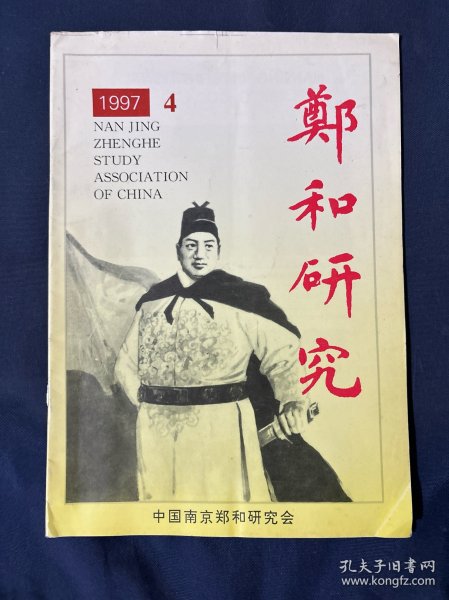 1997 4
NAN JING
ZHENGHE
STUDY
ASSOCIATION
OF CHINA
鄭和研究
中国南京郑和研究会
孔夫子旧书网
www.kongfz.com